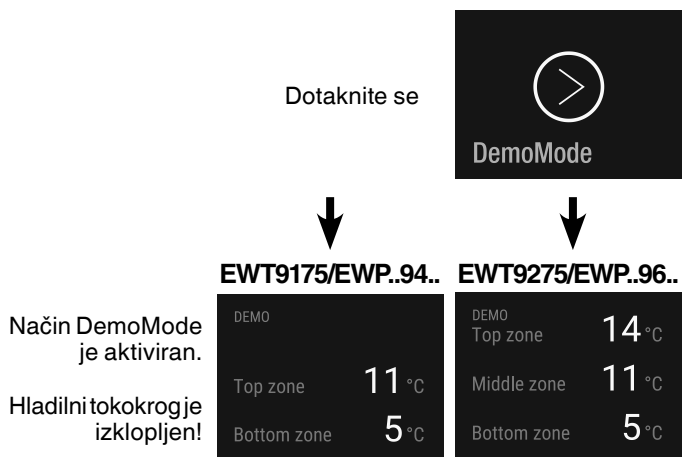 Dotaknite se
DemoMode
EWT9175/EWP..94..
EWT9275/EWP..96..
Način DemoMode
je aktiviran.
Hladilni tokokrog je
izklopljen!
DEMO
Top zone 11 °C
Bottom zone 5 °C
DEMO
Top zone 14 °C
Middle zone 11 °C
Bottom zone 5 °C